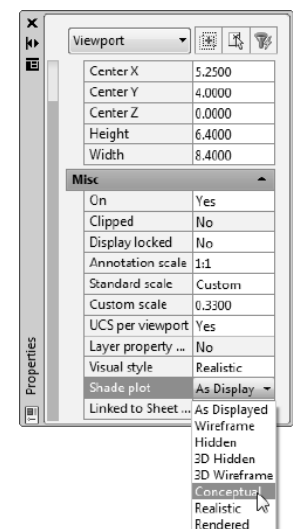 Viewport
Center X 5.2500
Center Y 4.0000
Center Z 0.0000
Height 6.4000
Width 8.4000
Misc
On Yes
Clipped No
Display locked No
Annotation scale 1:1
Standard scale Custom
Custom scale 0.3300
UCS per viewport Yes
Layer property ... No
Visual style Realistic
Shade plot As Display
Linked to Sheet ...
As Displayed
Wireframe
Hidden
3D Hidden
3D Wireframe
Conceptual
Realistic
Rendered
Properties